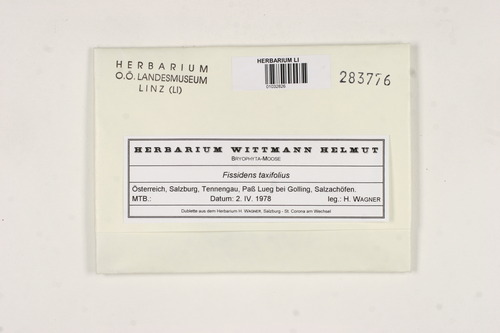 HERBARIUM
O.Ö. LANDESMUSEUM
LINZ (LI)
HERBARIUM LI
01032826
283776
HERBARIUM WITTMANN HELMUT
BRYOPHYTA-MOOSE
Fissidens taxifolius
Österreich, Salzburg, Tennengau, Paß Lueg bei Golling, Salzachöfen.
MTB.: Datum: 2. IV. 1978 leg.: H. WAGNER
Dublette aus dem Herbarium H. WAGNER, Salzburg - St. Corona am Wechsel